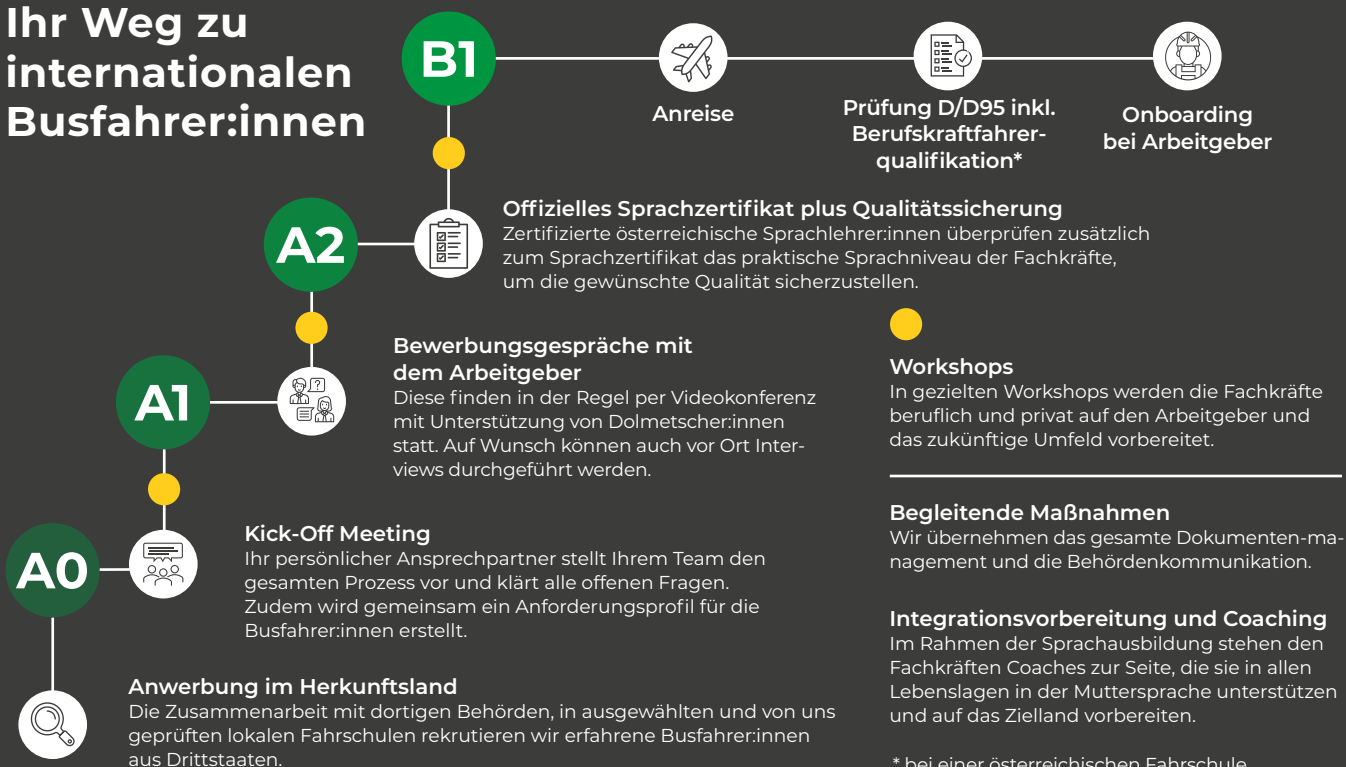 Ihr Weg zu
internationalen
Busfahrer:innen
B1
Anreise
Prüfung D/D95 inkl.
Berufskraftfahrer-
qualifikation*
Onboarding
bei Arbeitgeber
A2
Offizielles Sprachzertifikat plus Qualitätssicherung
Zertifizierte österreichische Sprachlehrer:innen überprüfen zusätzlich
zum Sprachzertifikat das praktische Sprachniveau der Fachkräfte,
um die gewünschte Qualität sicherzustellen.
A1
Bewerbungsgespräche mit
dem Arbeitgeber
Diese finden in der Regel per Videokonferenz
mit Unterstützung von Dolmetscher:innen
statt. Auf Wunsch können auch vor Ort Inter-
views durchgeführt werden.
A0
Kick-Off Meeting
Ihr persönlicher Ansprechpartner stellt Ihrem Team den
gesamten Prozess vor und klärt alle offenen Fragen.
Zudem wird gemeinsam ein Anforderungsprofil für die
Busfahrer:innen erstellt.
Anwerbung im Herkunftsland
Die Zusammenarbeit mit dortigen Behörden, in ausgewählten und von uns
geprüften lokalen Fahrschulen rekrutieren wir erfahrene Busfahrer:innen
aus Drittstaaten.
Workshops
In gezielten Workshops werden die Fachkräfte
beruflich und privat auf den Arbeitgeber und
das zukünftige Umfeld vorbereitet.
Begleitende Maßnahmen
Wir übernehmen das gesamte Dokumenten-ma-
nagement und die Behördenkommunikation.
Integrationsvorbereitung und Coaching
Im Rahmen der Sprachausbildung stehen den
Fachkräften Coaches zur Seite, die sie in allen
Lebenslagen in der Muttersprache unterstützen
und auf das Zielland vorbereiten.
* bei einer österreichischen Fahrschule